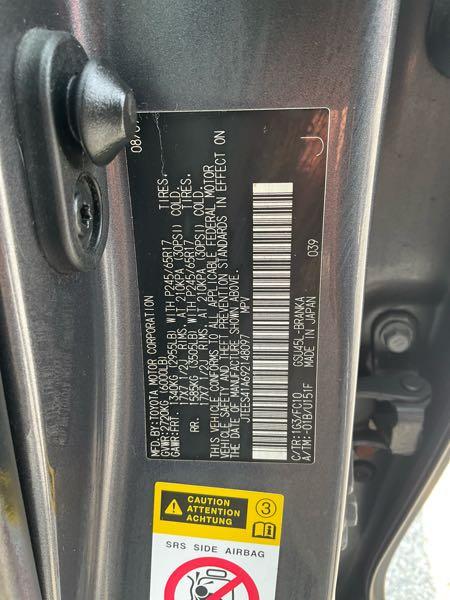 MFD.BY:TOYOTA MOTOR CORPORATION 08/0
GVWR:2720KG (6000LB)
GAWR:FRT. 1340KG (2955LB) WITH P245/65R17 TIRES,
17X7 1/2J RIMS, AT 210KPA (30PSI) COLD.
RR. 1585KG (3505LB) WITH P245/65R17 TIRES,
17X7 1/2J RIMS, AT 210KPA (30PSI) COLD.
THIS VEHICLE CONFORMS TO ALL APPLICABLE FEDERAL MOTOR
VEHICLE SAFETY AND THEFT PREVENTION STANDARDS IN EFFECT ON
THE DATE OF MANUFACTURE SHOWN ABOVE.
JTEES41A692148097 MPV
J
C/TR:1G3/FG10 GSU45L-BRANKA 039
A/TM:-01B/U151F MADE IN JAPAN
CAUTION
ATTENTION
ACHTUNG
3
i
SRS SIDE AIRBAG